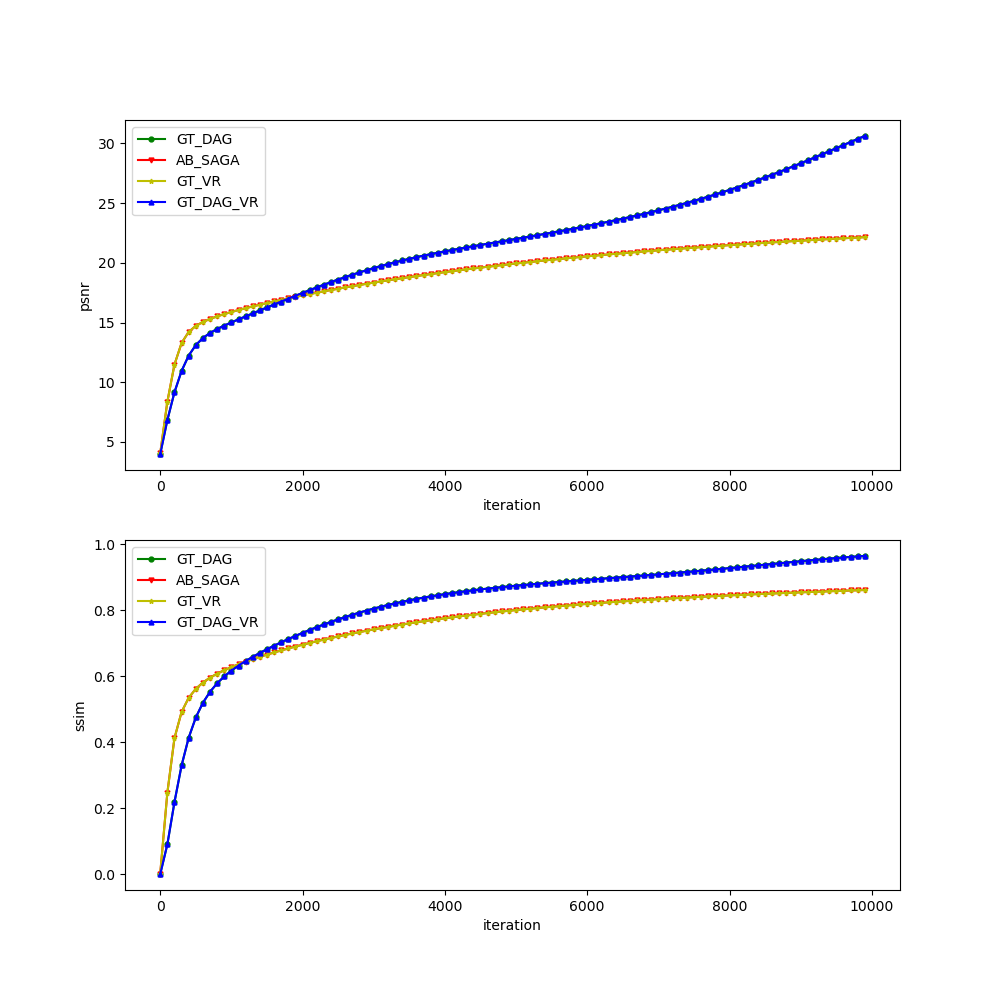 30
25
20
15
10
5
psnr
GT_DAG
AB_SAGA
GT_VR
GT_DAG_VR
0 2000 4000 6000 8000 10000
iteration
1.0
0.8
0.6
0.4
0.2
0.0
ssim
GT_DAG
AB_SAGA
GT_VR
GT_DAG_VR
0 2000 4000 6000 8000 10000
iteration